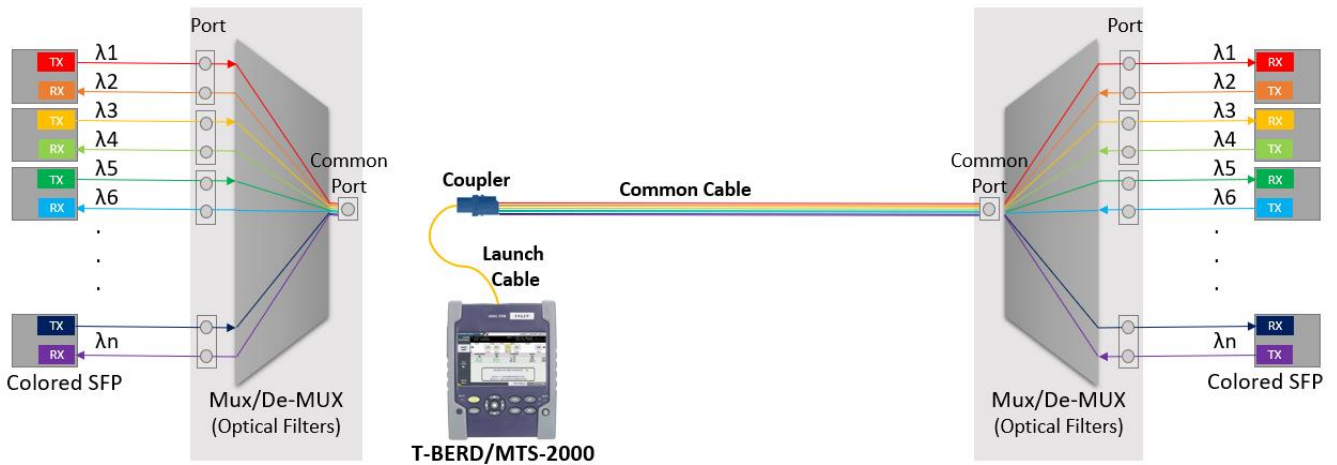 Port
TX
λ1
RX
λ2
TX
λ3
RX
λ4
TX
λ5
RX
λ6
.
.
.
TX
RX
λn
Colored SFP
Common
Port
Mux/De-MUX
(Optical Filters)
Coupler
Common Cable
Launch
Cable
T-BERD/MTS-2000
Common
Port
Port
λ1
RX
λ2
TX
λ3
RX
λ4
TX
λ5
RX
λ6
TX
.
.
.
RX
λn
TX
Colored SFP
Mux/De-MUX
(Optical Filters)